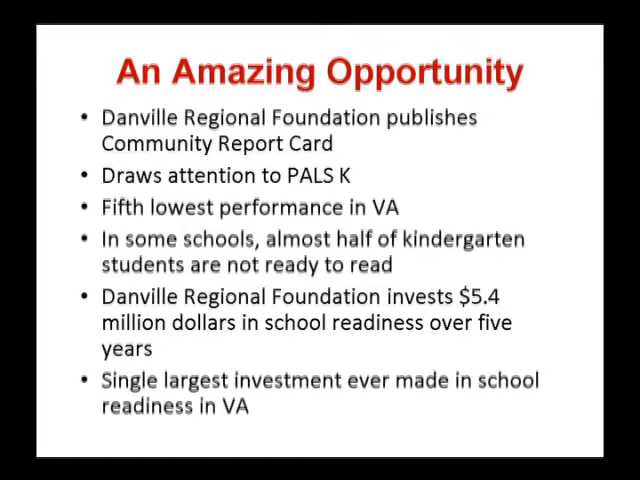 An Amazing Opportunity
• Danville Regional Foundation publishes
Community Report Card
• Draws attention to PALS K
• Fifth lowest performance in VA
• In some schools, almost half of kindergarten
students are not ready to read
• Danville Regional Foundation invests $5.4
million dollars in school readiness over five
years
• Single largest investment ever made in school
readiness in VA